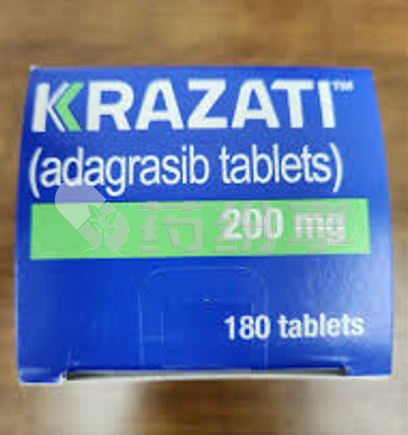 KRAZATI™
(adagrasib tablets)
200 mg
180 tablets